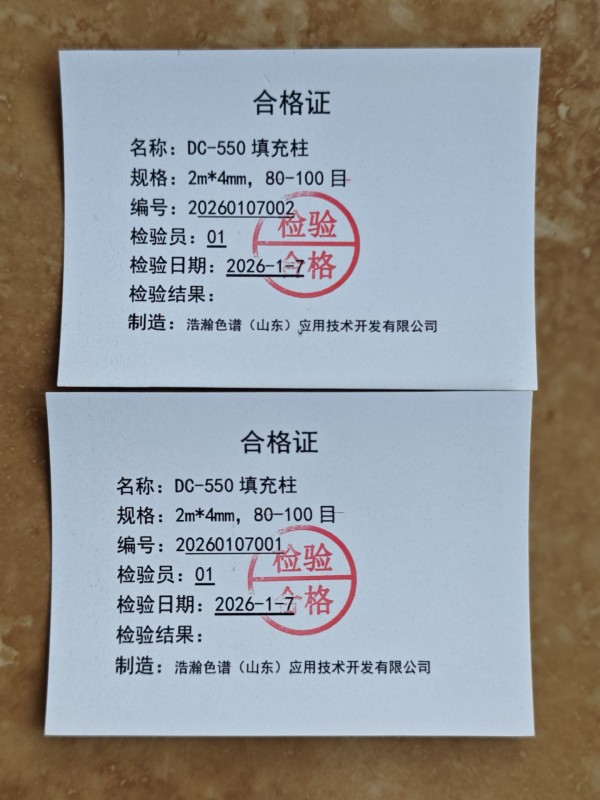 合格证
名称：DC-550 填充柱
规格：2m*4mm，80-100 目
编号：20260107002
检验员：01
检验日期：2026-1-7
检验结果：
检验
合格
制造：浩瀚色谱（山东）应用技术开发有限公司
合格证
名称：DC-550 填充柱
规格：2m*4mm，80-100 目
编号：20260107001
检验员：01
检验日期：2026-1-7
检验结果：
检验
合格
制造：浩瀚色谱（山东）应用技术开发有限公司